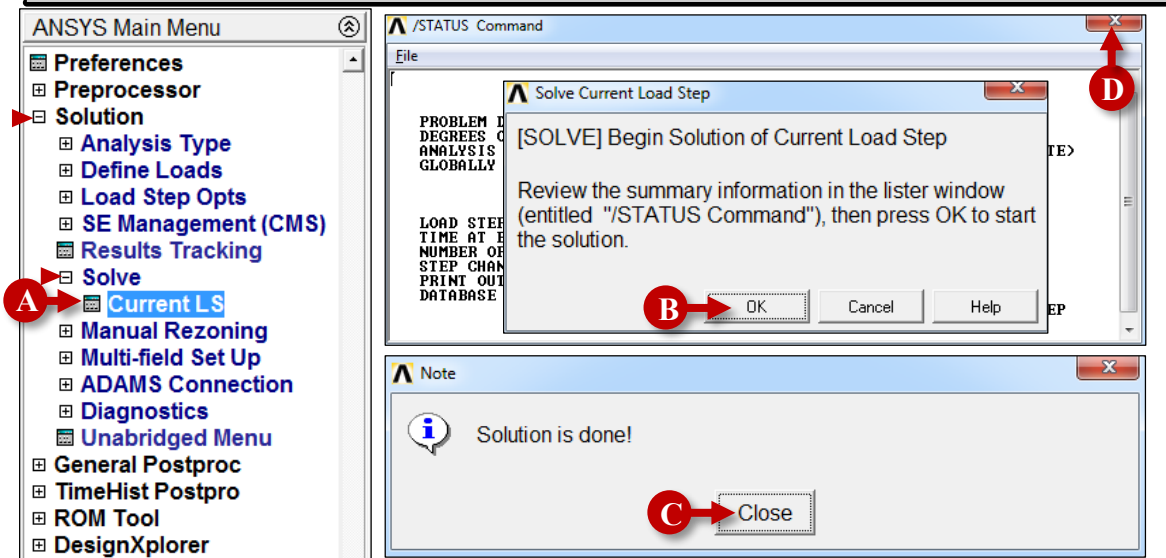 ANSYS Main Menu
Preferences
Preprocessor
Solution
Analysis Type
Define Loads
Load Step Opts
SE Management (CMS)
Results Tracking
Solve
A
Current LS
Manual Rezoning
Multi-field Set Up
ADAMS Connection
Diagnostics
Unabridged Menu
General Postproc
TimeHist Postpro
ROM Tool
DesignXplorer
/STATUS Command
D
File
PROBLEM
DEGREES
ANALYSIS TE)
GLOBALLY
LOAD STEP
TIME AT
NUMBER OF
STEP CHAN
PRINT OUT
DATABASE EP
Solve Current Load Step
[SOLVE] Begin Solution of Current Load Step
Review the summary information in the lister window
(entitled "/STATUS Command"), then press OK to start
the solution.
B OK Cancel Help
Note
Solution is done!
C Close